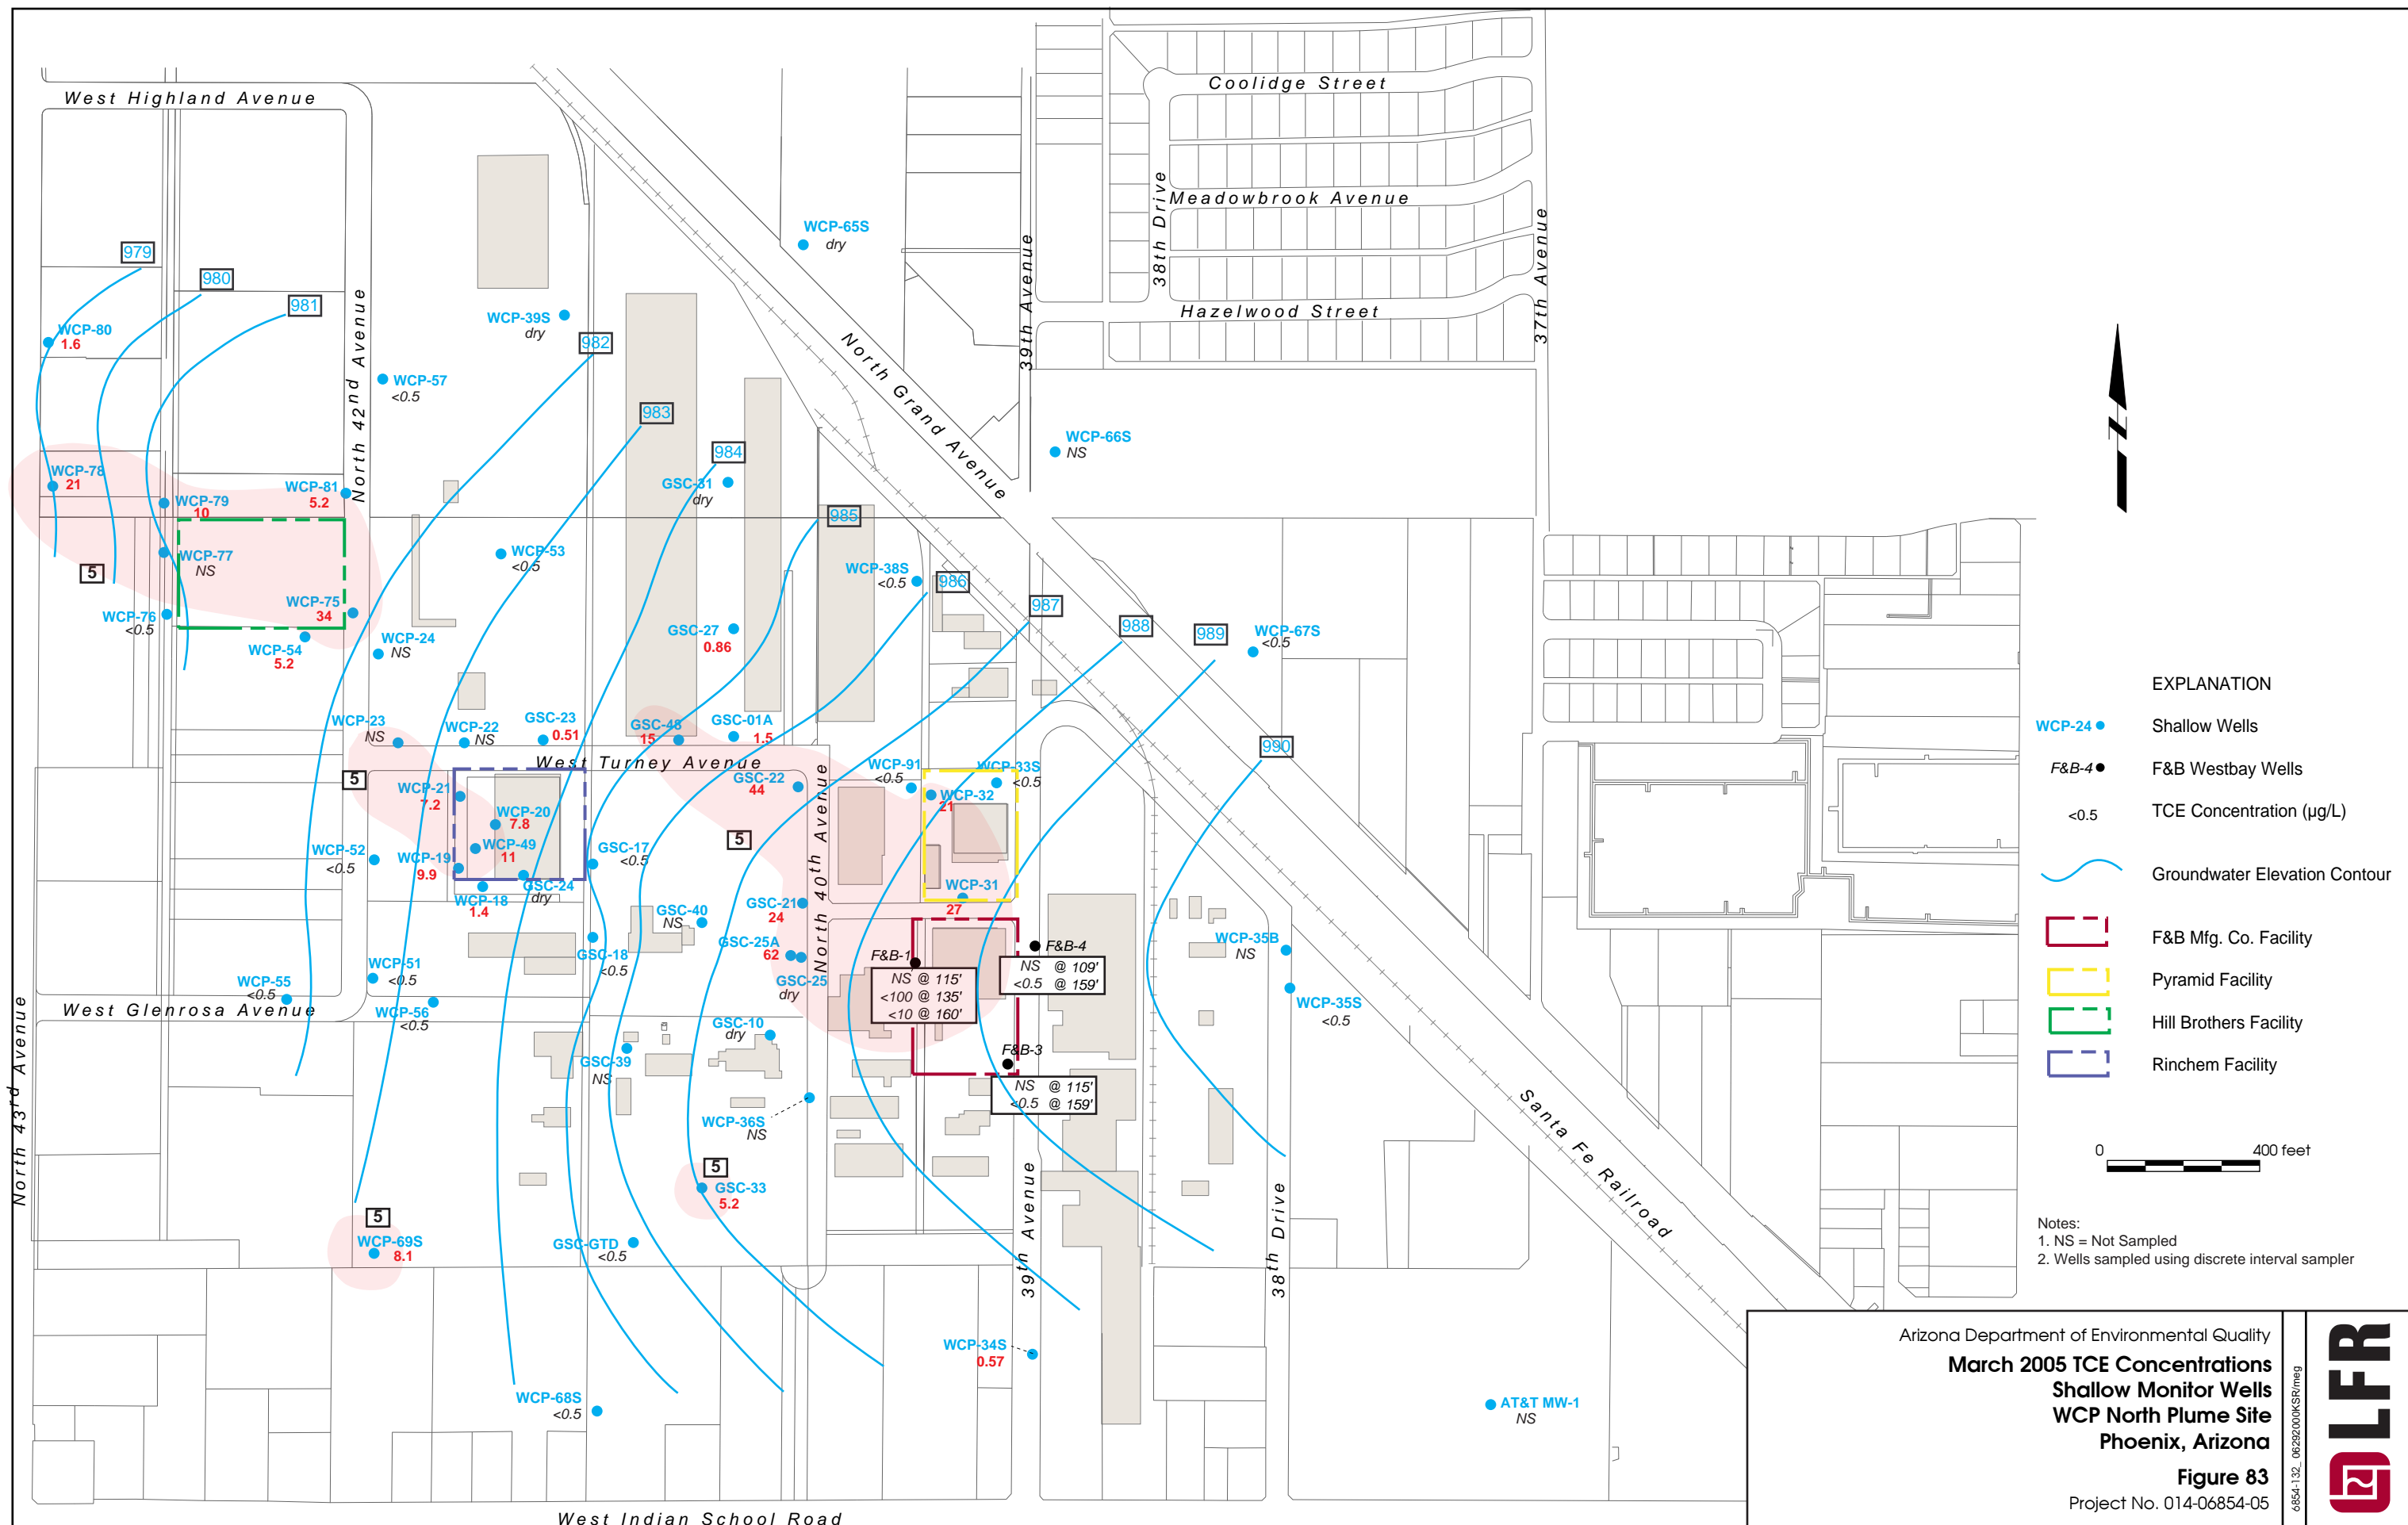 West Highland Avenue
Coolidge Street
Meadowbrook Avenue
Hazelwood Street
38th Drive
37th Avenue
39th Avenue
North 42nd Avenue
North Grand Avenue
WCP-65S
dry
979
980
981
WCP-80
1.6
WCP-39S
dry
982
WCP-57
<0.5
983
984
WCP-66S
NS
WCP-78
21
WCP-79
10
WCP-81
5.2
GSC-31
dry
985
WCP-77
NS
5
WCP-53
<0.5
WCP-38S
<0.5
986
987
988
989
WCP-67S
<0.5
WCP-76
<0.5
WCP-75
34
WCP-54
5.2
WCP-24
NS
GSC-27
0.86
WCP-23
NS
WCP-22
NS
GSC-23
0.51
GSC-48
15
GSC-01A
1.5
990
West Turney Avenue
5
WCP-21
7.2
WCP-20
7.8
WCP-49
11
WCP-19
9.9
WCP-52
<0.5
WCP-18
1.4
GSC-24
dry
GSC-17
<0.5
GSC-22
44
5
North 40th Avenue
WCP-91
<0.5
WCP-33S
<0.5
WCP-32
21
WCP-31
27
GSC-21
24
GSC-40
NS
GSC-25A
62
GSC-25
dry
GSC-18
<0.5
F&B-1
NS @ 115'
<100 @ 135'
<10 @ 160'
F&B-4
NS @ 109'
<0.5 @ 159'
WCP-35B
NS
WCP-35S
<0.5
WCP-51
<0.5
WCP-55
<0.5
WCP-56
<0.5
West Glenrosa Avenue
GSC-10
dry
GSC-39
NS
F&B-3
NS @ 115'
<0.5 @ 159'
WCP-36S
NS
North 43rd Avenue
5
GSC-33
5.2
5
WCP-69S
8.1
GSC-GTD
<0.5
39th Avenue
38th Drive
Santa Fe Railroad
WCP-34S
0.57
WCP-68S
<0.5
AT&T MW-1
NS
West Indian School Road
N
EXPLANATION
WCP-24
Shallow Wells
F&B-4
F&B Westbay Wells
<0.5
TCE Concentration (µg/L)
Groundwater Elevation Contour
F&B Mfg. Co. Facility
Pyramid Facility
Hill Brothers Facility
Rinchem Facility
0 400 feet
Notes:
1. NS = Not Sampled
2. Wells sampled using discrete interval sampler
Arizona Department of Environmental Quality
March 2005 TCE Concentrations
Shallow Monitor Wells
WCP North Plume Site
Phoenix, Arizona
Figure 83
Project No. 014-06854-05
6854-132_06292000KSR/meg
LFR